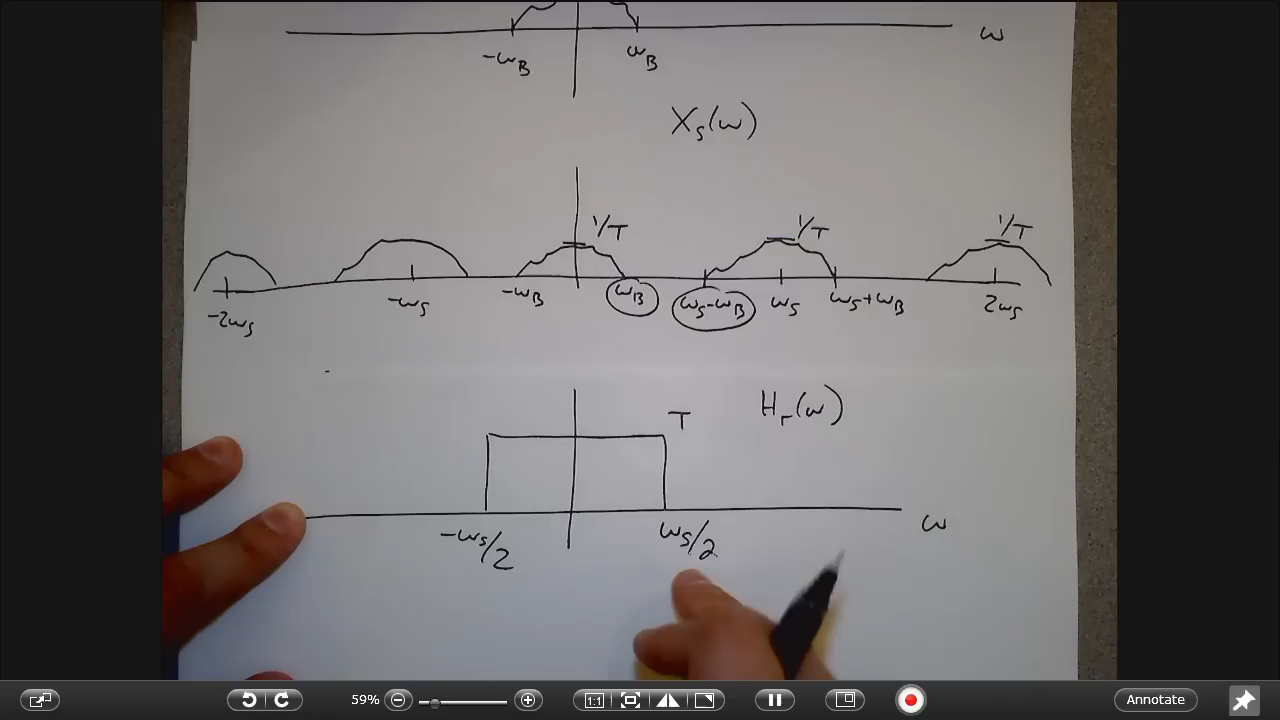 -ωB ωB ω
Xs(ω)
1/T 1/T 1/T
-2ωs -ωs -ωB ωB ωs-ωB ωs ωs+ωB 2ωs
T Hr(ω)
-ωs/2 ωs/2 ω
59% 1:1 Annotate